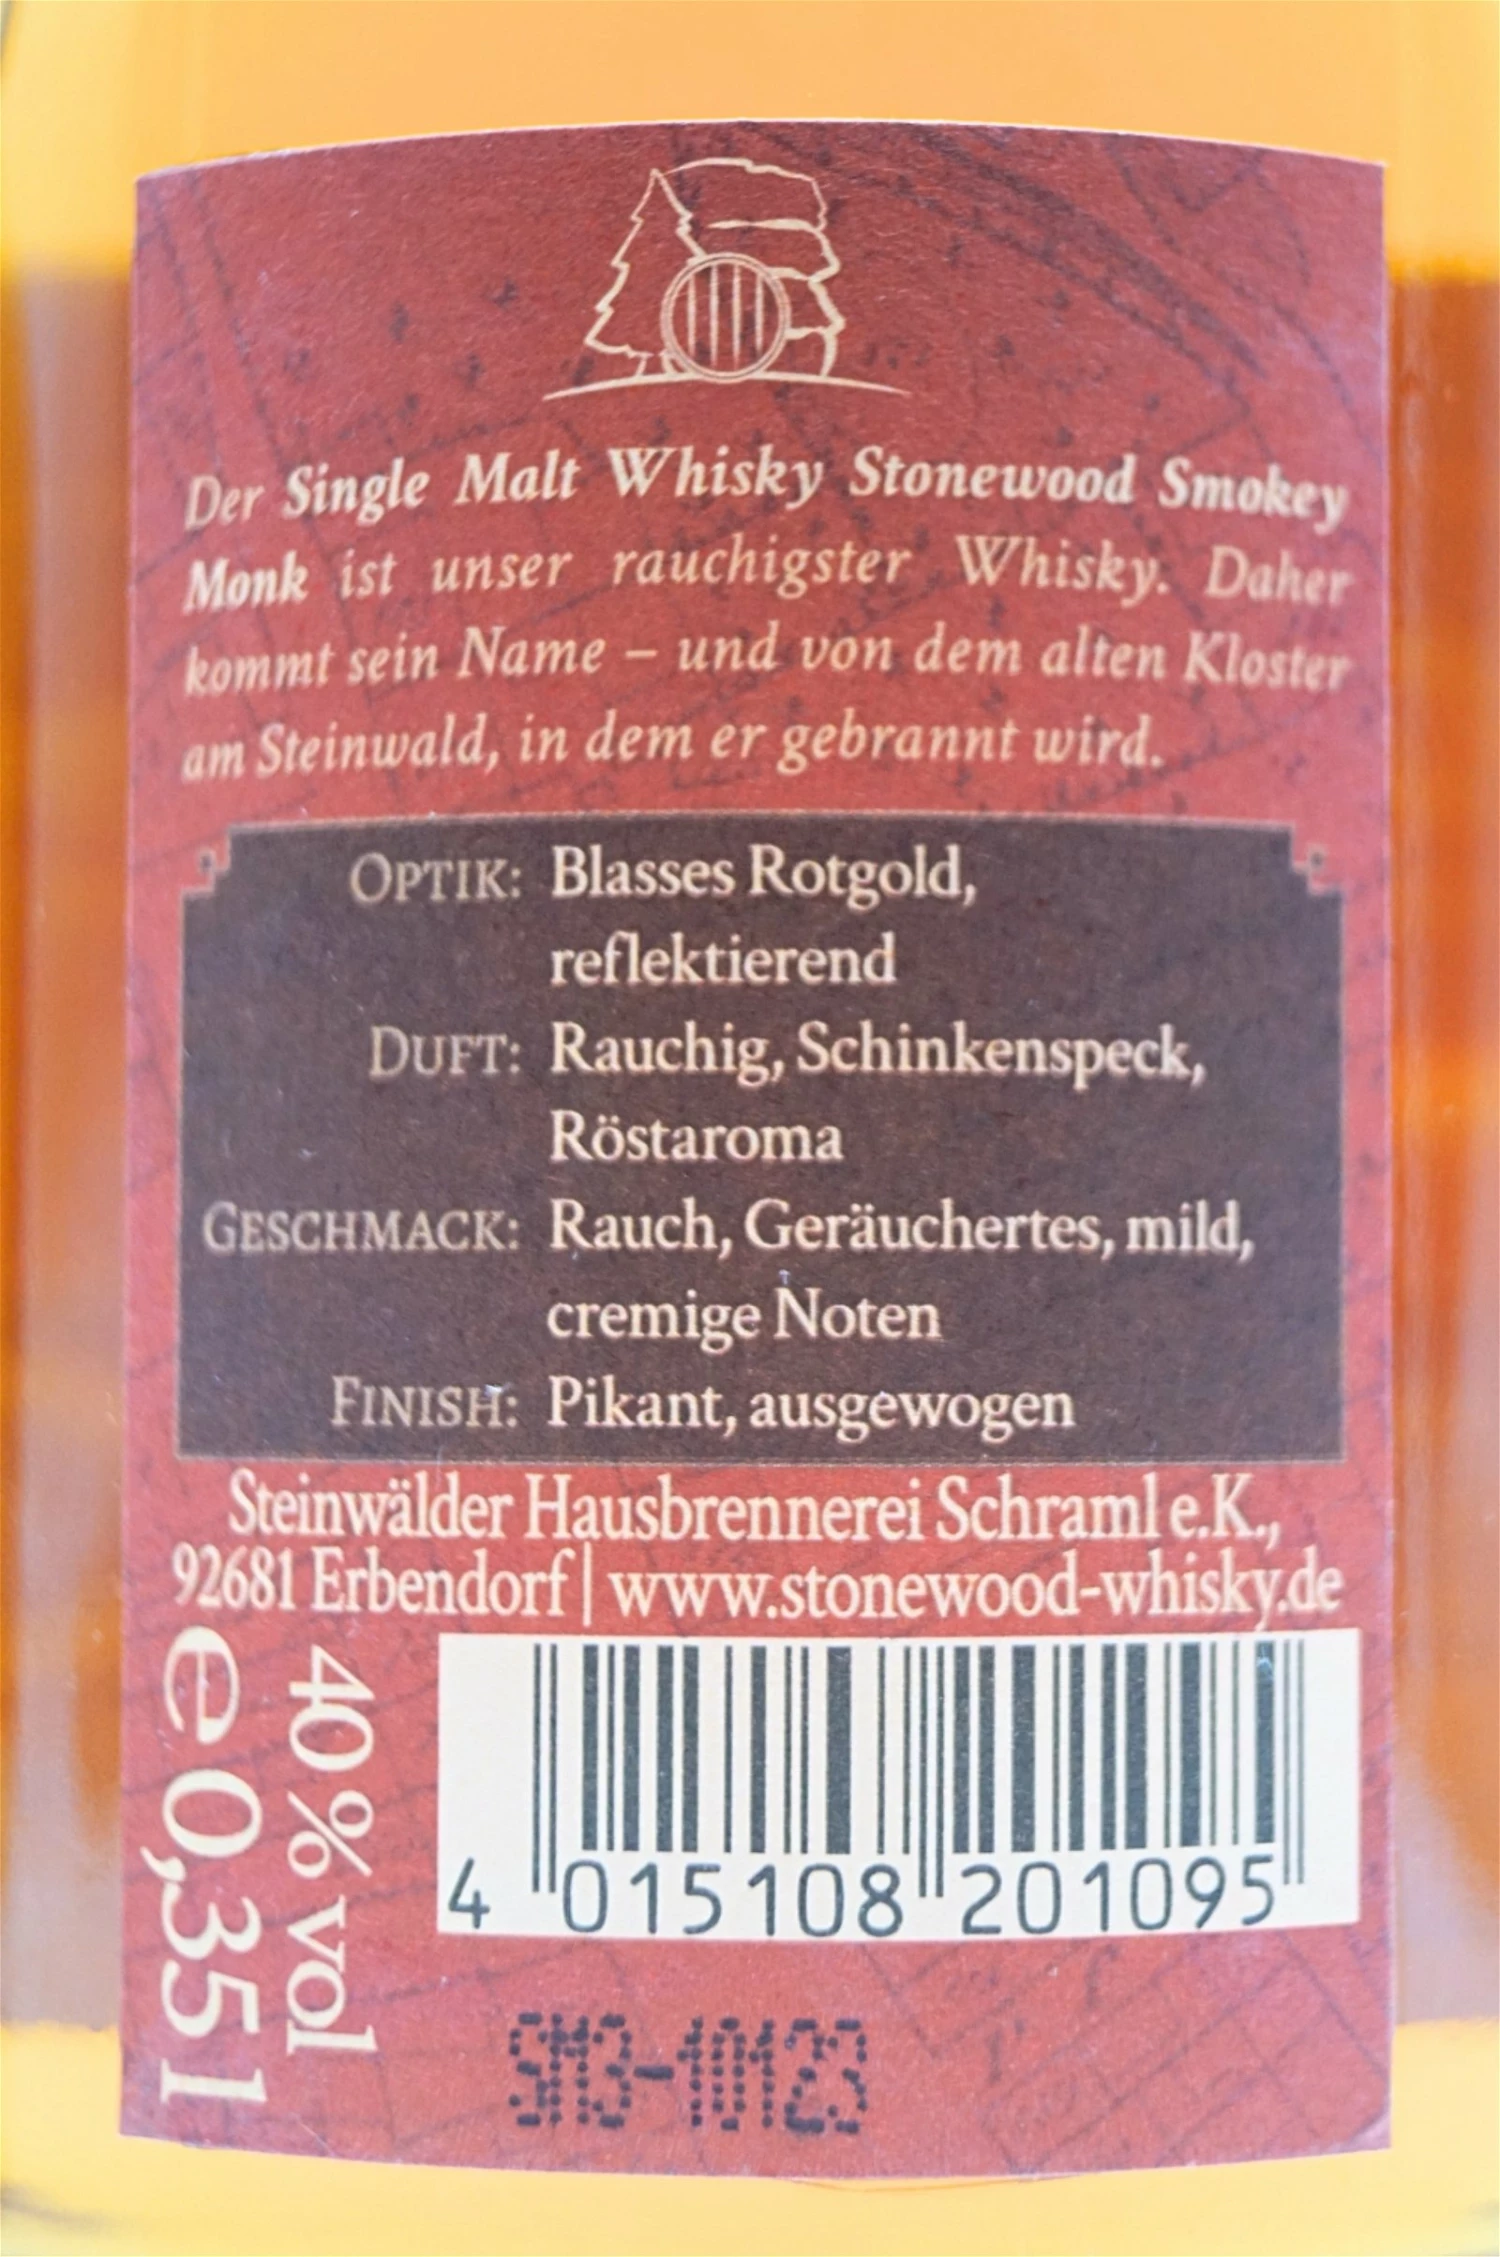 Der Single Malt Whisky Stonewood Smokey
Monk ist unser rauchigster Whisky. Daher
kommt sein Name – und von dem alten Kloster
am Steinwald, in dem er gebrannt wird.
OPTIK: Blasses Rotgold,
reflektierend
DUFT: Rauchig, Schinkenspeck,
Röstaroma
GESCHMACK: Rauch, Geräuchertes, mild,
cremige Noten
FINISH: Pikant, ausgewogen
Steinwälder Hausbrennerei Schraml e.K.,
92681 Erbendorf | www.stonewood-whisky.de
40 % vol
e 0,35 l
4 015108 201095